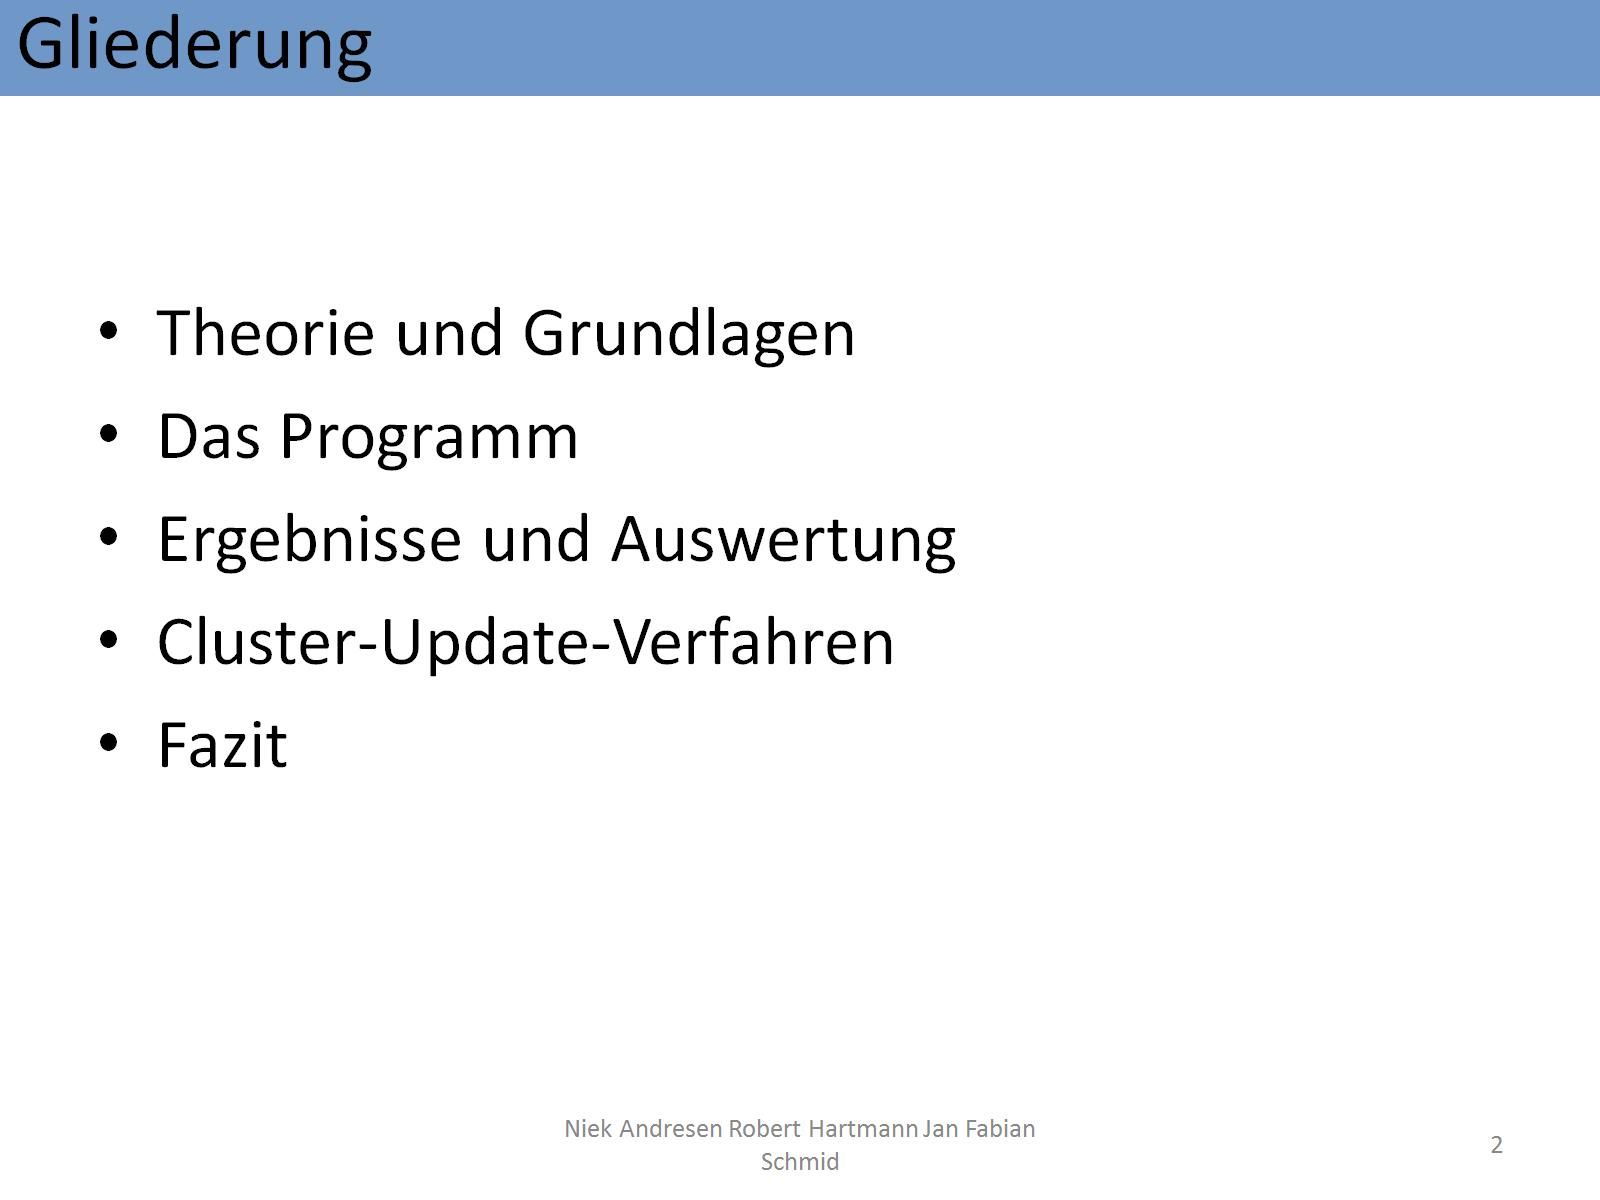 Gliederung
• Theorie und Grundlagen
• Das Programm
• Ergebnisse und Auswertung
• Cluster-Update-Verfahren
• Fazit
Niek Andresen Robert Hartmann Jan Fabian
Schmid
2